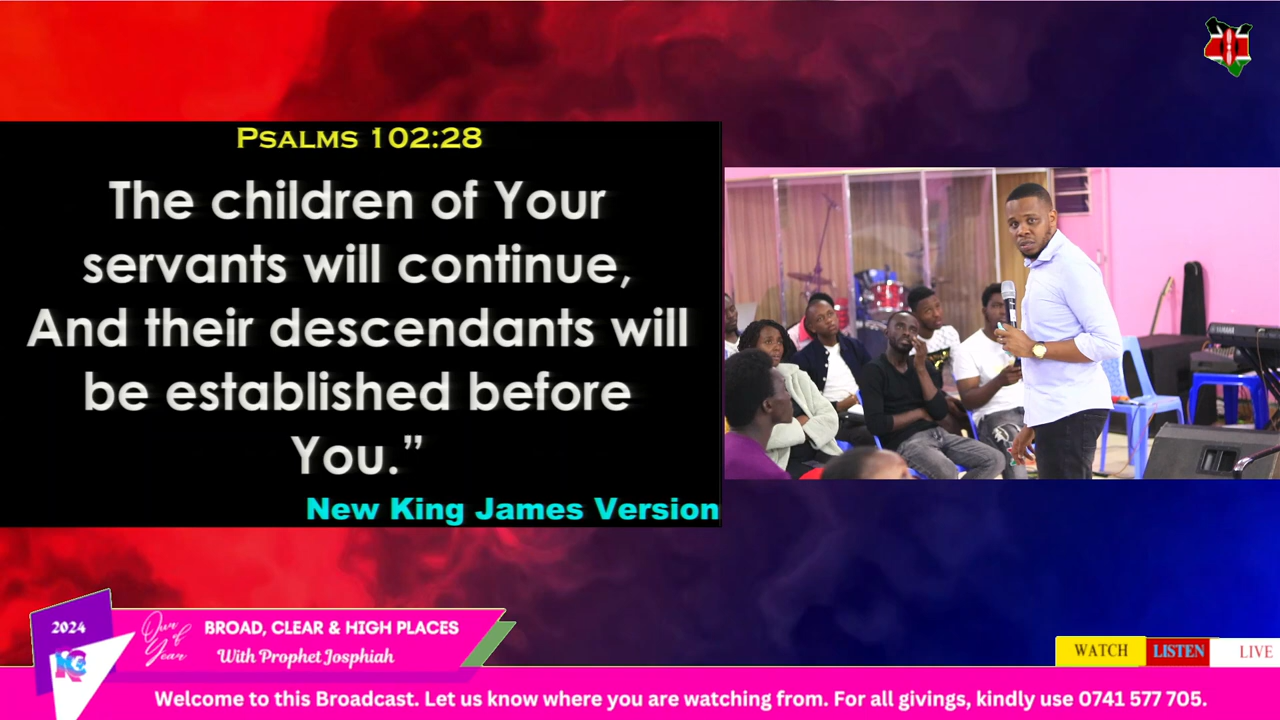 PSALMS 102:28
The children of Your
servants will continue,
And their descendants will
be established before
You.”
New King James Version
YAMAHA
2024
Our
of
Year
BROAD, CLEAR & HIGH PLACES
With Prophet Josphiah
WATCH
LISTEN
LIVE
Welcome to this Broadcast. Let us know where you are watching from. For all givings, kindly use 0741 577 705.